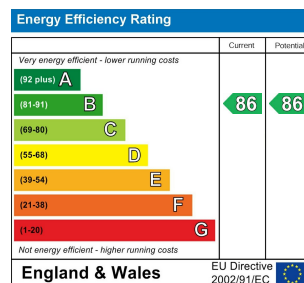 Energy Efficiency Rating
Current Potential
Very energy efficient - lower running costs
(92 plus) A
(81-91) B
86 86
(69-80) C
(55-68) D
(39-54) E
(21-38) F
(1-20) G
Not energy efficient - higher running costs
England & Wales
EU Directive
2002/91/EC